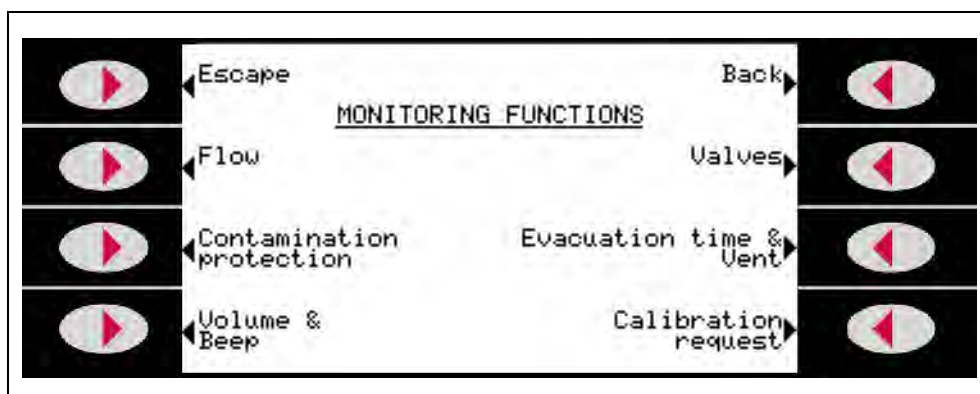 Escape
Back
MONITORING FUNCTIONS
Flow
Valves
Contamination
protection
Evacuation time &
Vent
Volume &
Beep
Calibration
request